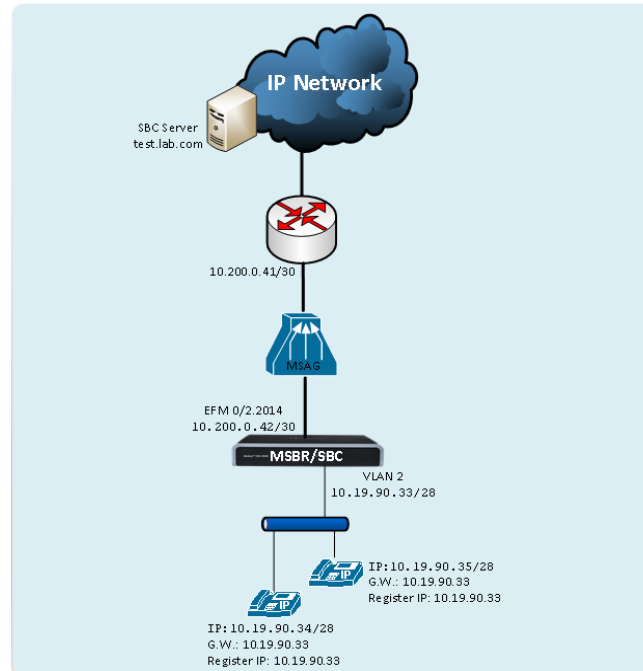 IP Network
SBC Server
test.lab.com
10.200.0.41/30
MSAG
EFM 0/2.2014
10.200.0.42/30
MSBR/SBC
VLAN 2
10.19.90.33/28
IP
IP:10.19.90.35/28
G.W.: 10.19.90.33
Register IP: 10.19.90.33
IP
IP:10.19.90.34/28
G.W.: 10.19.90.33
Register IP: 10.19.90.33